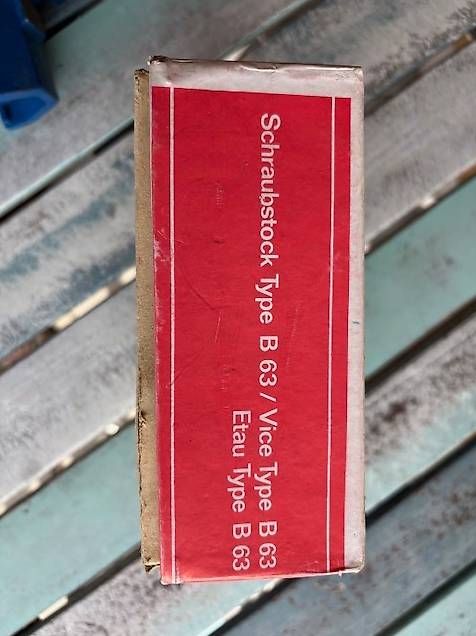 Schraubstock Type B 63 / Vice Type B 63
Etau Type B 63